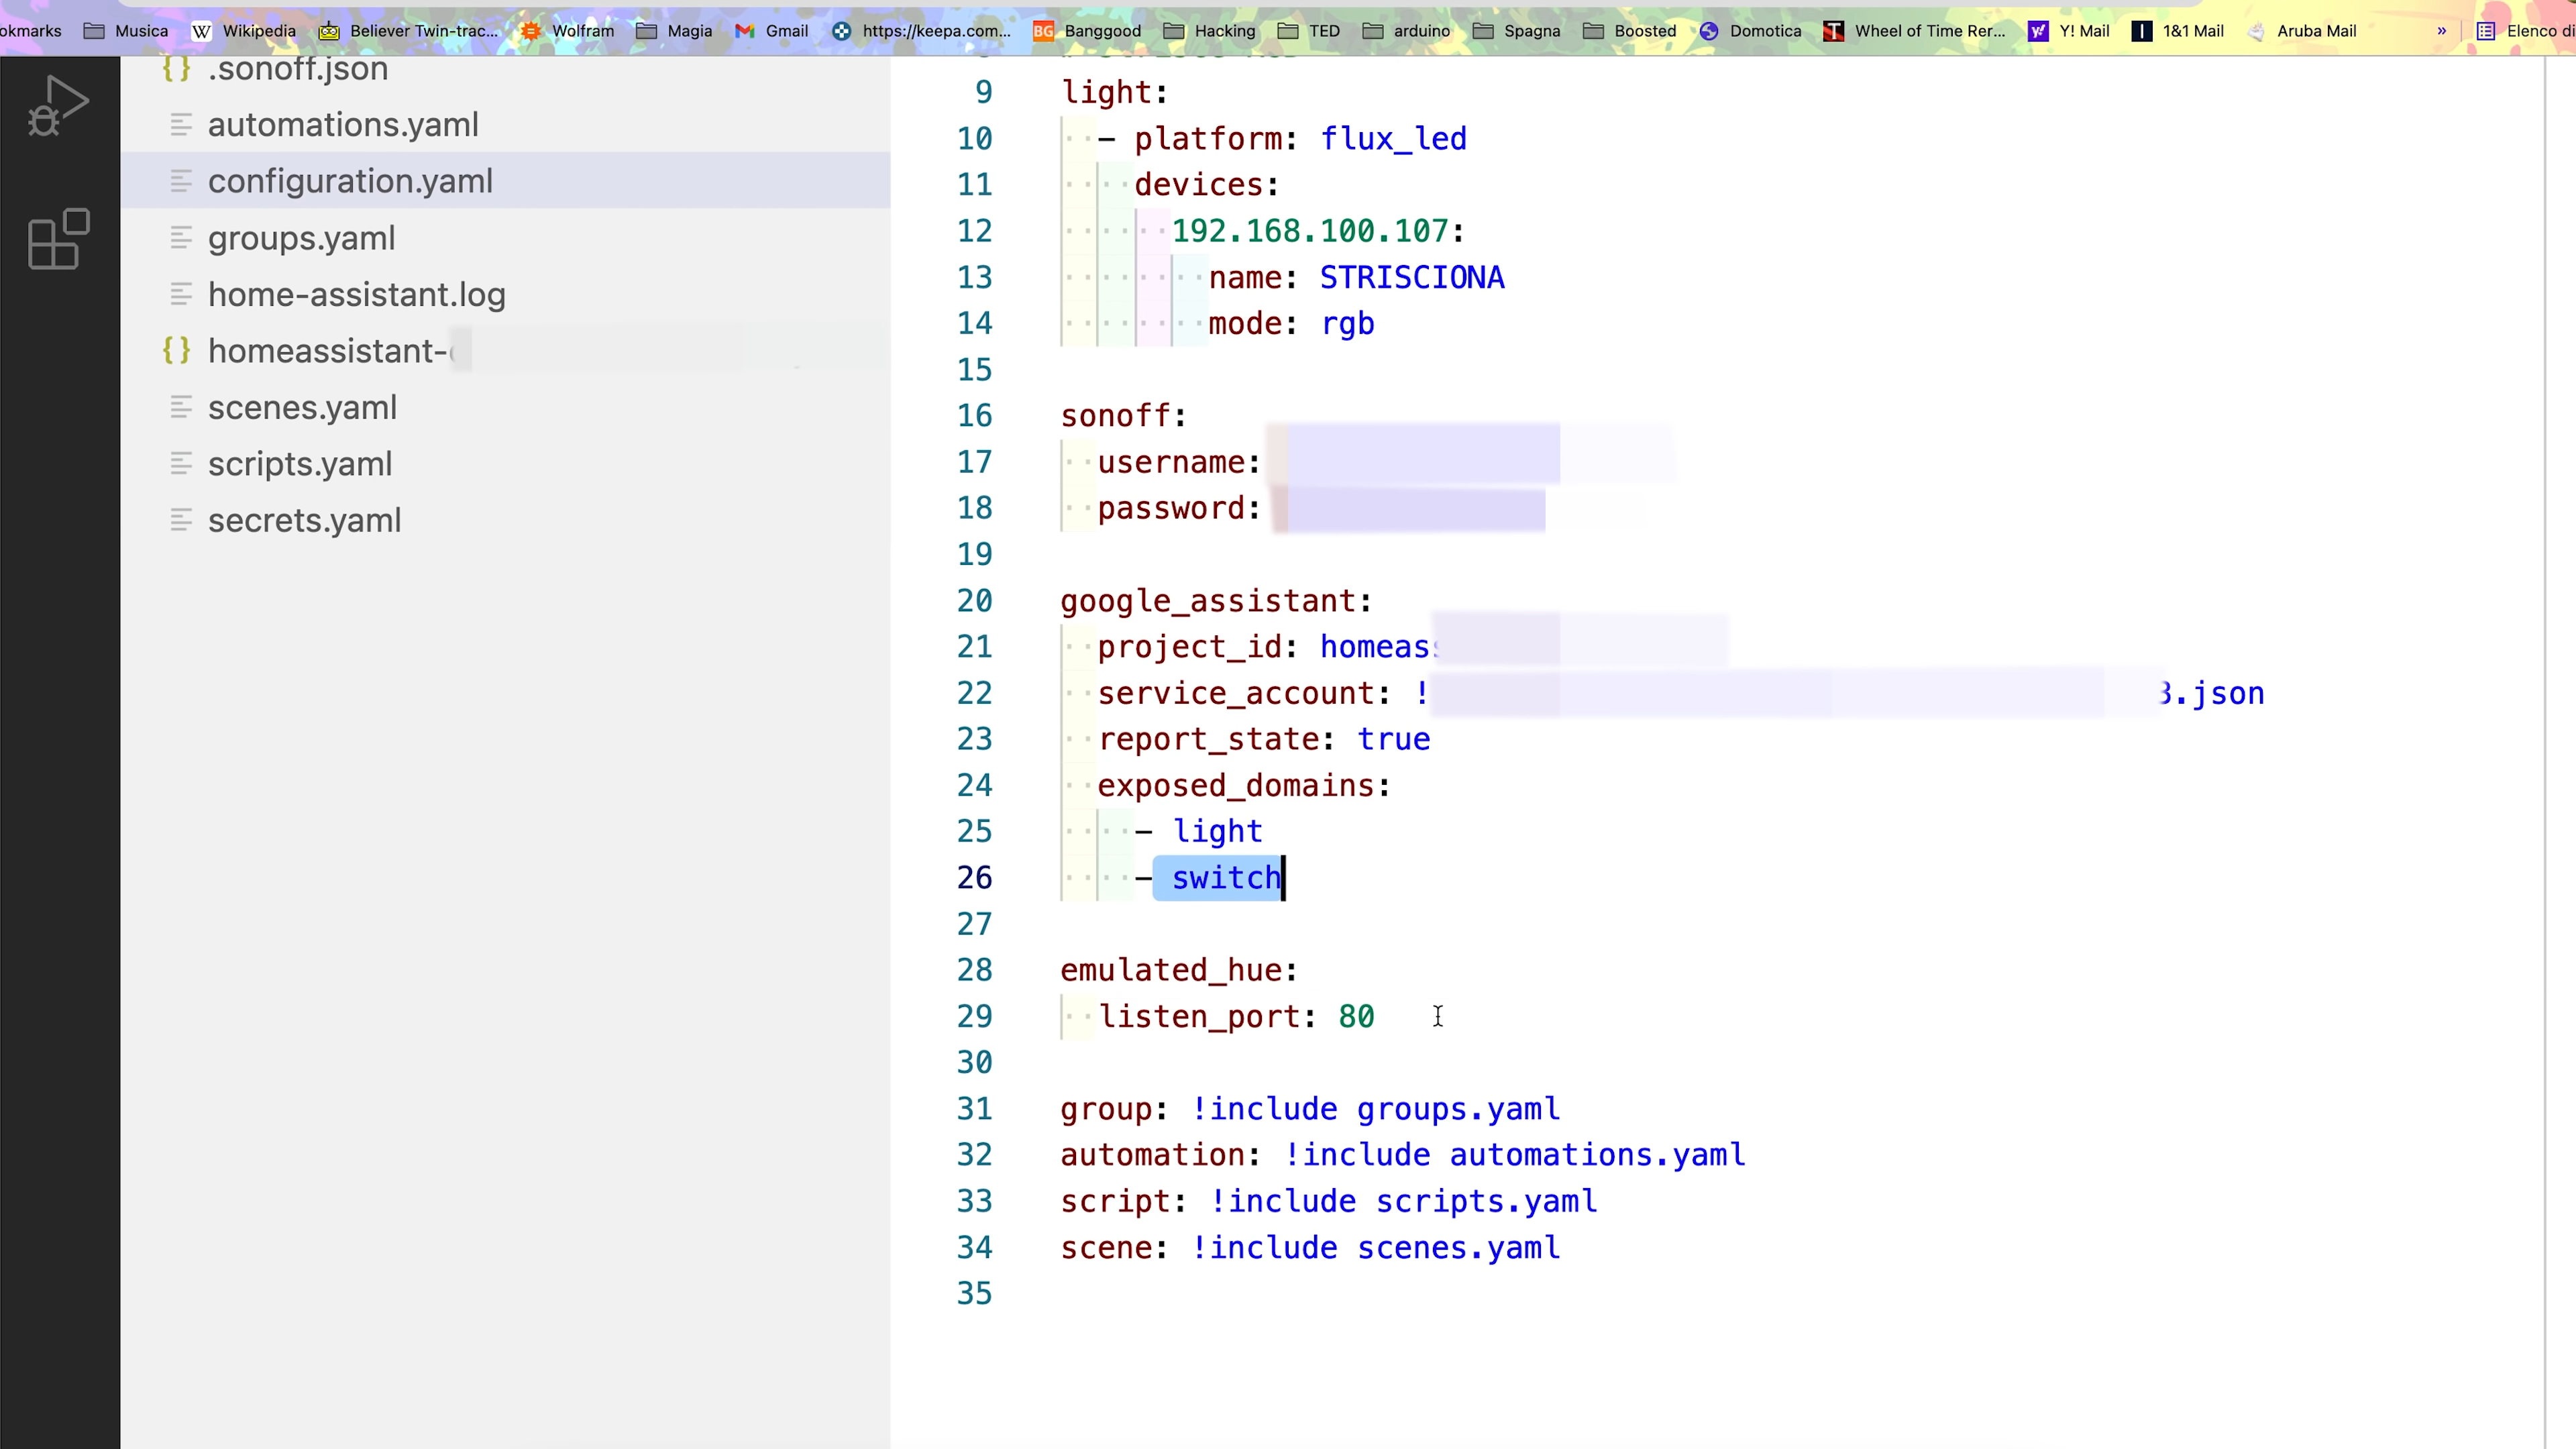 okmarks Musica Wikipedia Believer Twin-trac... Wolfram Magia Gmail https://keepa.com... Banggood Hacking TED arduino Spagna Boosted Domotica Wheel of Time Rer... Y! Mail 1&1 Mail Aruba Mail » Elenco di
.sonoff.json
automations.yaml
configuration.yaml
groups.yaml
home-assistant.log
homeassistant-
scenes.yaml
scripts.yaml
secrets.yaml
9 light:
10 - platform: flux_led
11 devices:
12 192.168.100.107:
13 name: STRISCIONA
14 mode: rgb
15
16 sonoff:
17 username:
18 password:
19
20 google_assistant:
21 project_id: homeas
22 service_account: ! 3.json
23 report_state: true
24 exposed_domains:
25 - light
26 - switch
27
28 emulated_hue:
29 listen_port: 80
30
31 group: !include groups.yaml
32 automation: !include automations.yaml
33 script: !include scripts.yaml
34 scene: !include scenes.yaml
35